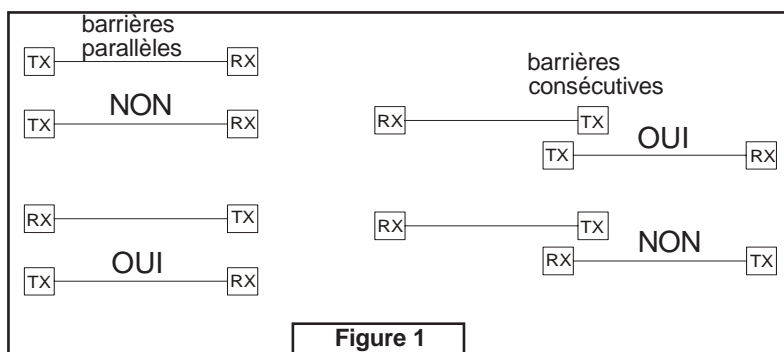 barrières
parallèles
TX RX
NON
TX RX
RX TX
OUI
TX RX
barrières
consécutives
RX TX
OUI
TX RX
RX TX
NON
RX TX
Figure 1